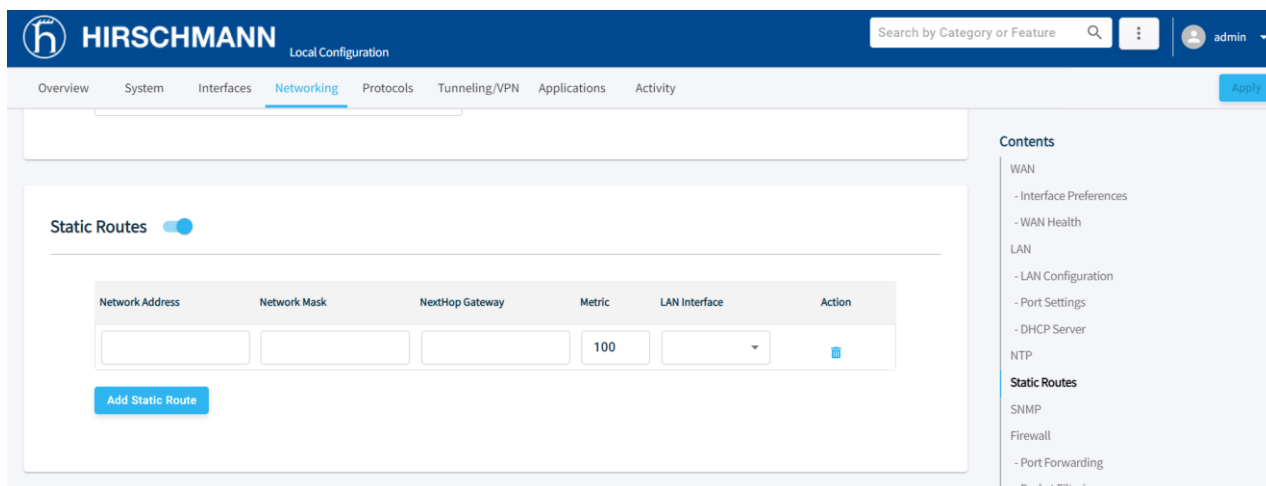 HIRSCHMANN
Local Configuration
Search by Category or Feature
admin
Overview System Interfaces Networking Protocols Tunneling/VPN Applications Activity
Apply
Static Routes
Network Address Network Mask NextHop Gateway Metric LAN Interface Action
100
Add Static Route
Contents
WAN
- Interface Preferences
- WAN Health
LAN
- LAN Configuration
- Port Settings
- DHCP Server
NTP
Static Routes
SNMP
Firewall
- Port Forwarding